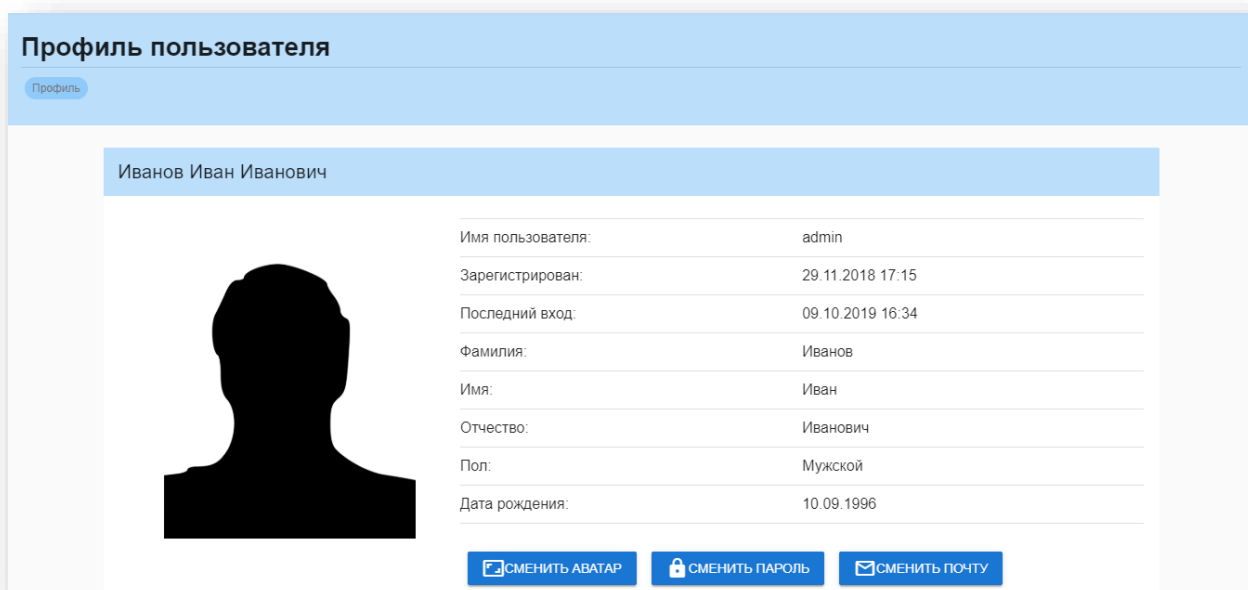 Профиль пользователя
Профиль
Иванов Иван Иванович
Имя пользователя: admin
Зарегистрирован: 29.11.2018 17:15
Последний вход: 09.10.2019 16:34
Фамилия: Иванов
Имя: Иван
Отчество: Иванович
Пол: Мужской
Дата рождения: 10.09.1996
СМЕНИТЬ АВАТАР СМЕНИТЬ ПАРОЛЬ СМЕНИТЬ ПОЧТУ